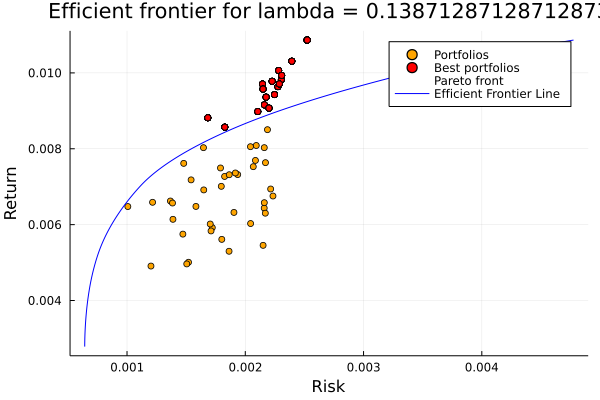 Efficient frontier for lambda = 0.1387128712871287
Portfolios
Best portfolios
Pareto front
Efficient Frontier Line
Return
0.010
0.008
0.006
0.004
0.001
0.002
0.003
0.004
Risk